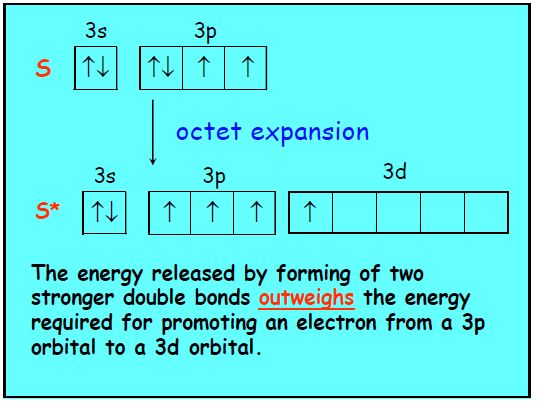 3s 3p
S ↑↓ ↑↓ ↑ ↑
octet expansion
3s 3p 3d
S* ↑↓ ↑ ↑ ↑ ↑
The energy released by forming of two
stronger double bonds outweighs the energy
required for promoting an electron from a 3p
orbital to a 3d orbital.